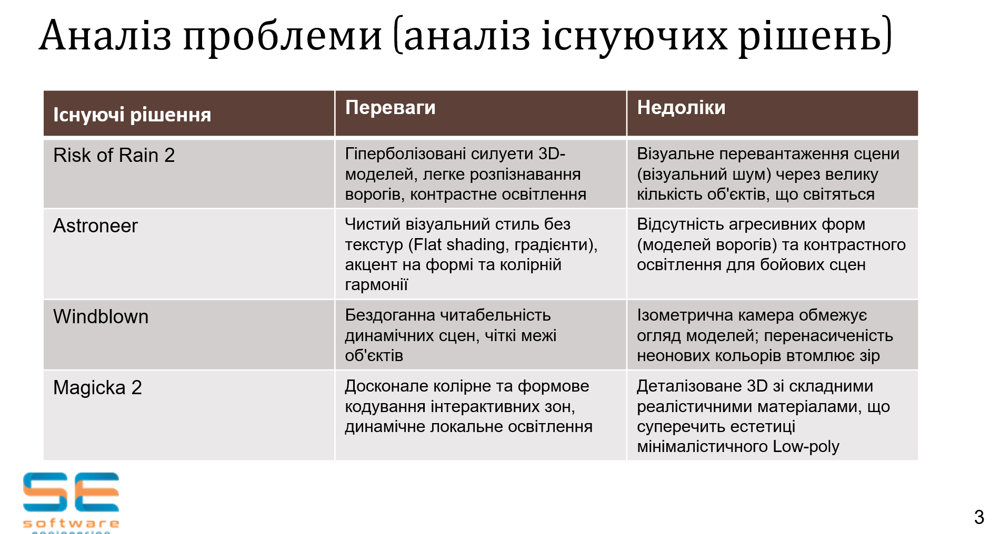 Аналіз проблеми (аналіз існуючих рішень)
Існуючі рішення
Переваги
Недоліки
Risk of Rain 2
Гіперболізовані силуети 3D-
моделей, легке розпізнавання
ворогів, контрастне освітлення
Візуальне перевантаження сцени
(візуальний шум) через велику
кількість об'єктів, що світяться
Astroneer
Чистий візуальний стиль без
текстур (Flat shading, градієнти),
акцент на формі та колірній
гармонії
Відсутність агресивних форм
(моделей ворогів) та контрастного
освітлення для бойових сцен
Windblown
Бездоганна читабельність
динамічних сцен, чіткі межі
об'єктів
Ізометрична камера обмежує
огляд моделей; перенасиченість
неонових кольорів втомлює зір
Magicka 2
Досконале колірне та формове
кодування інтерактивних зон,
динамічне локальне освітлення
Деталізоване 3D зі складними
реалістичними матеріалами, що
суперечить естетиці
мінімалістичного Low-poly
SE
software
engineering
3